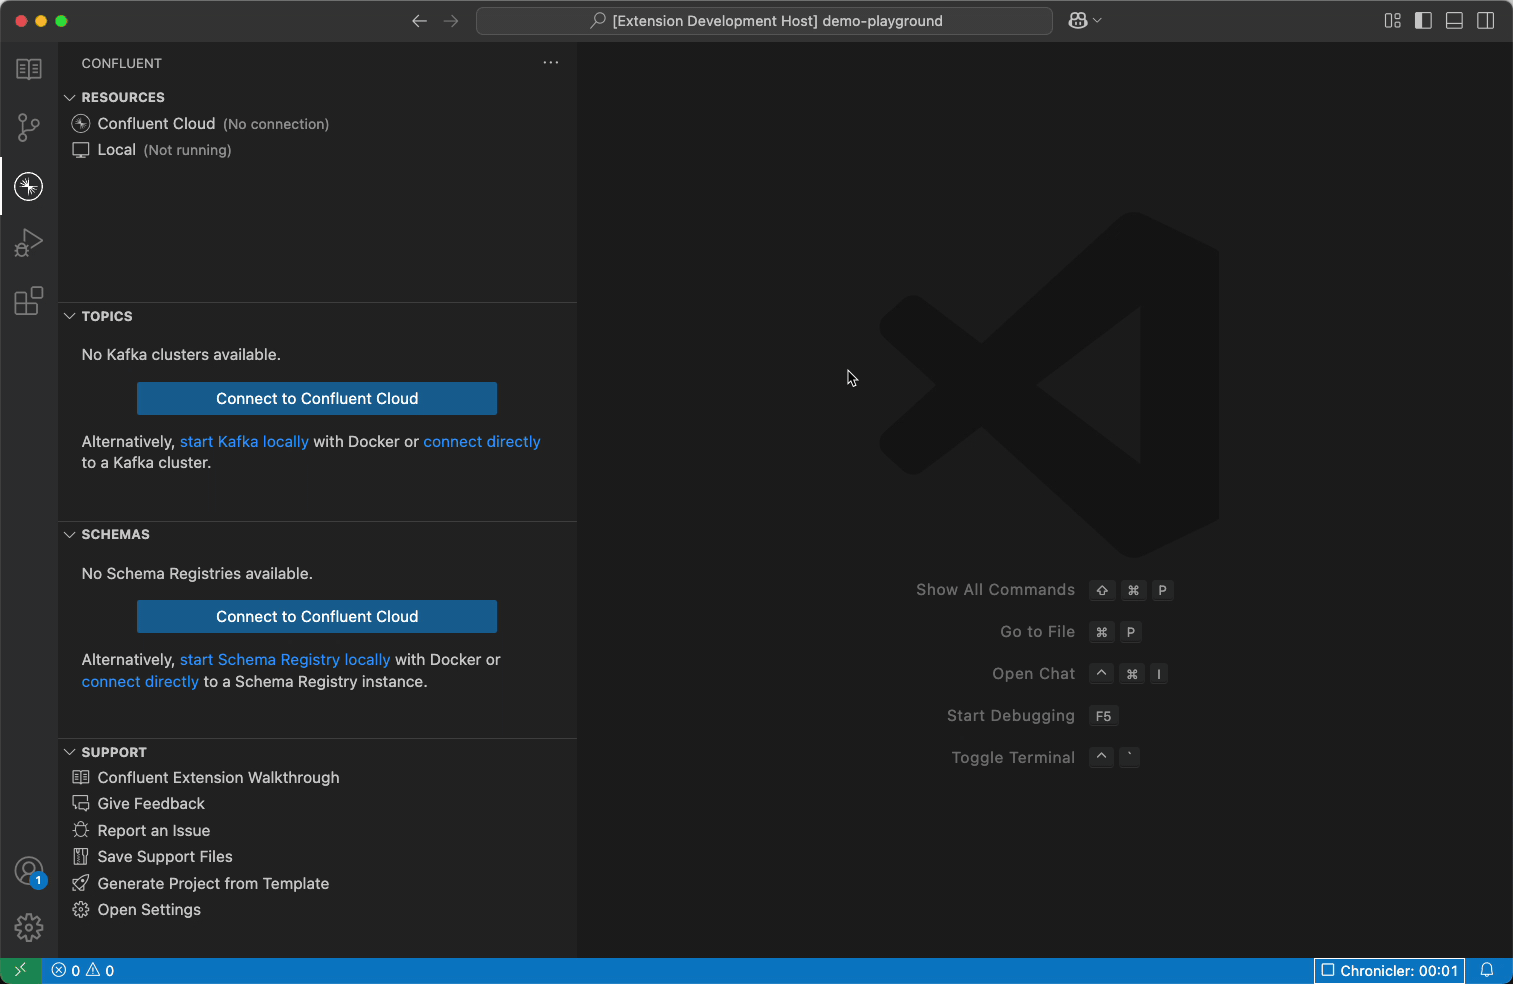 [Extension Development Host] demo-playground
CONFLUENT
RESOURCES
Confluent Cloud (No connection)
Local (Not running)
TOPICS
No Kafka clusters available.
Connect to Confluent Cloud
Alternatively, start Kafka locally with Docker or connect directly
to a Kafka cluster.
SCHEMAS
No Schema Registries available.
Connect to Confluent Cloud
Alternatively, start Schema Registry locally with Docker or
connect directly to a Schema Registry instance.
SUPPORT
Confluent Extension Walkthrough
Give Feedback
Report an Issue
Save Support Files
Generate Project from Template
Open Settings
1
Show All Commands ⇧ ⌘ P
Go to File ⌘ P
Open Chat ^ ⌘ I
Start Debugging F5
Toggle Terminal ^ `
0 0
Chronicler: 00:01